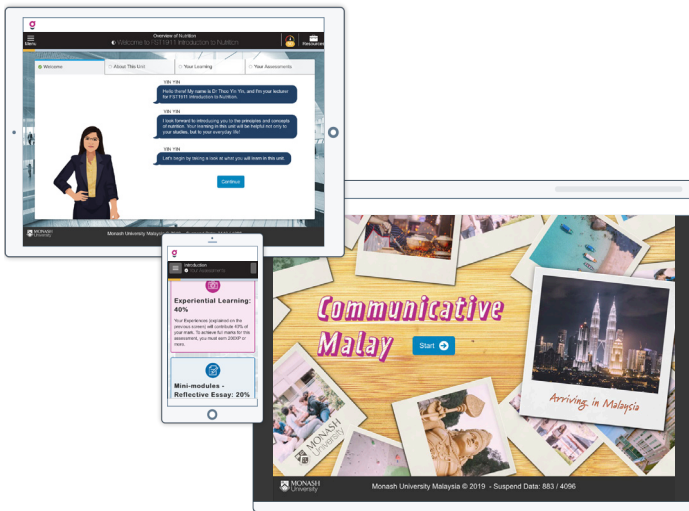 g
Menu
Overview of Nutrition
Welcome to FST1911 Introduction to Nutrition
Resources
Welcome
About This Unit
Your Learning
Your Assessments
YIN YIN
Hello there! My name is Dr Thoo Yin Yin, and I'm your lecturer
for FST1911 Introduction to Nutrition.
YIN YIN
I look forward to introducing you to the principles and concepts
of nutrition. Your learning in this unit will be helpful not only to
your studies, but to your everyday life!
YIN YIN
Let's begin by taking a look at what you will learn in this unit.
Continue
MONASH
University
Monash University Malaysia
g
Introduction
Your Assessments
Experiential Learning:
40%
Your Experiences (explained on the
previous screen) will contribute 40% of
your mark. To achieve full marks for this
assessment, you must earn 200XP or
more.
Mini-modules -
Reflective Essay: 20%
Communicative
Malay
Start
Arriving in Malaysia
MONASH
University
MONASH
University
Monash University Malaysia © 2019 - Suspend Data: 883 / 4096